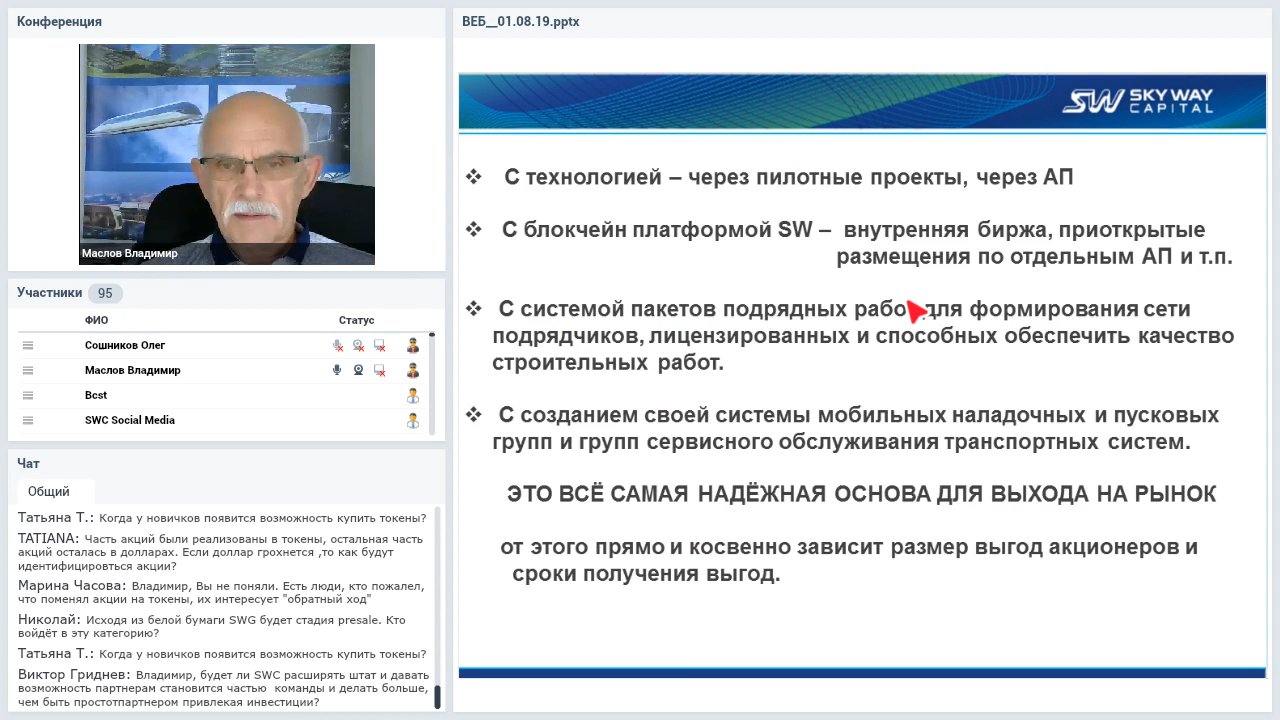 Конференция
Маслов Владимир
Участники 95
ФИО Статус
Сошников Олег
Маслов Владимир
Bcst
SWC Social Media
Чат
Общий
Татьяна Т.: Когда у новичков появится возможность купить токены?
TATIANA: Часть акций были реализованы в токены, остальная часть
акций осталась в долларах. Если доллар грохнется ,то как будут
идентифицировться акции?
Марина Часова: Владимир, Вы не поняли. Есть люди, кто пожалел,
что поменял акции на токены, их интересует "обратный ход"
Николай: Исходя из белой бумаги SWG будет стадия presale. Кто
войдёт в эту категорию?
Татьяна Т.: Когда у новичков появится возможность купить токены?
Виктор Гриднев: Владимир, будет ли SWC расширять штат и давать
возможность партнерам становится частью команды и делать больше,
чем быть простотпартнером привлекая инвестиции?
ВЕБ__01.08.19.pptx
SW SKY WAY
CAPITAL
С технологией – через пилотные проекты, через АП
С блокчейн платформой SW – внутренняя биржа, приоткрытые
размещения по отдельным АП и т.п.
С системой пакетов подрядных рабо для формирования сети
подрядчиков, лицензированных и способных обеспечить качество
строительных работ.
С созданием своей системы мобильных наладочных и пусковых
групп и групп сервисного обслуживания транспортных систем.
ЭТО ВСЁ САМАЯ НАДЁЖНАЯ ОСНОВА ДЛЯ ВЫХОДА НА РЫНОК
от этого прямо и косвенно зависит размер выгод акционеров и
сроки получения выгод.